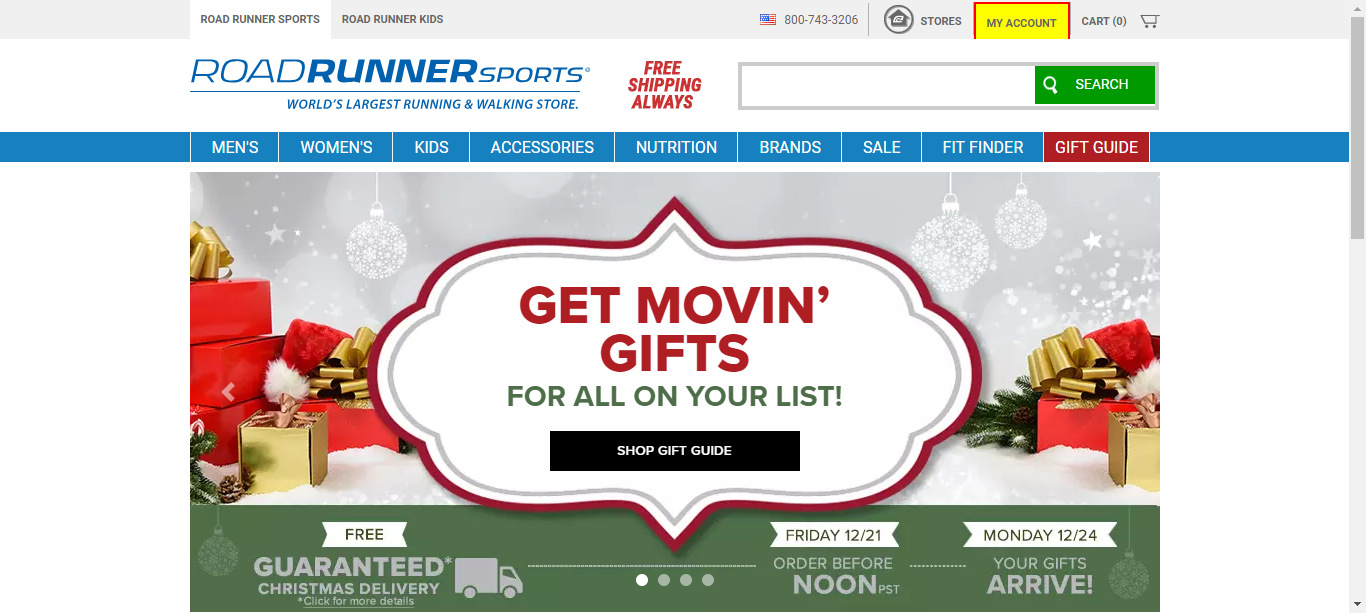 ROAD RUNNER SPORTS
ROAD RUNNER KIDS
800-743-3206
STORES
MY ACCOUNT
CART (0)
ROADRUNNERSPORTS®
WORLD'S LARGEST RUNNING & WALKING STORE.
FREE
SHIPPING
ALWAYS
SEARCH
MEN'S
WOMEN'S
KIDS
ACCESSORIES
NUTRITION
BRANDS
SALE
FIT FINDER
GIFT GUIDE
GET MOVIN'
GIFTS
FOR ALL ON YOUR LIST!
SHOP GIFT GUIDE
FREE
GUARANTEED*
CHRISTMAS DELIVERY
*Click for more details
FRIDAY 12/21
ORDER BEFORE
NOON PST
MONDAY 12/24
YOUR GIFTS
ARRIVE!